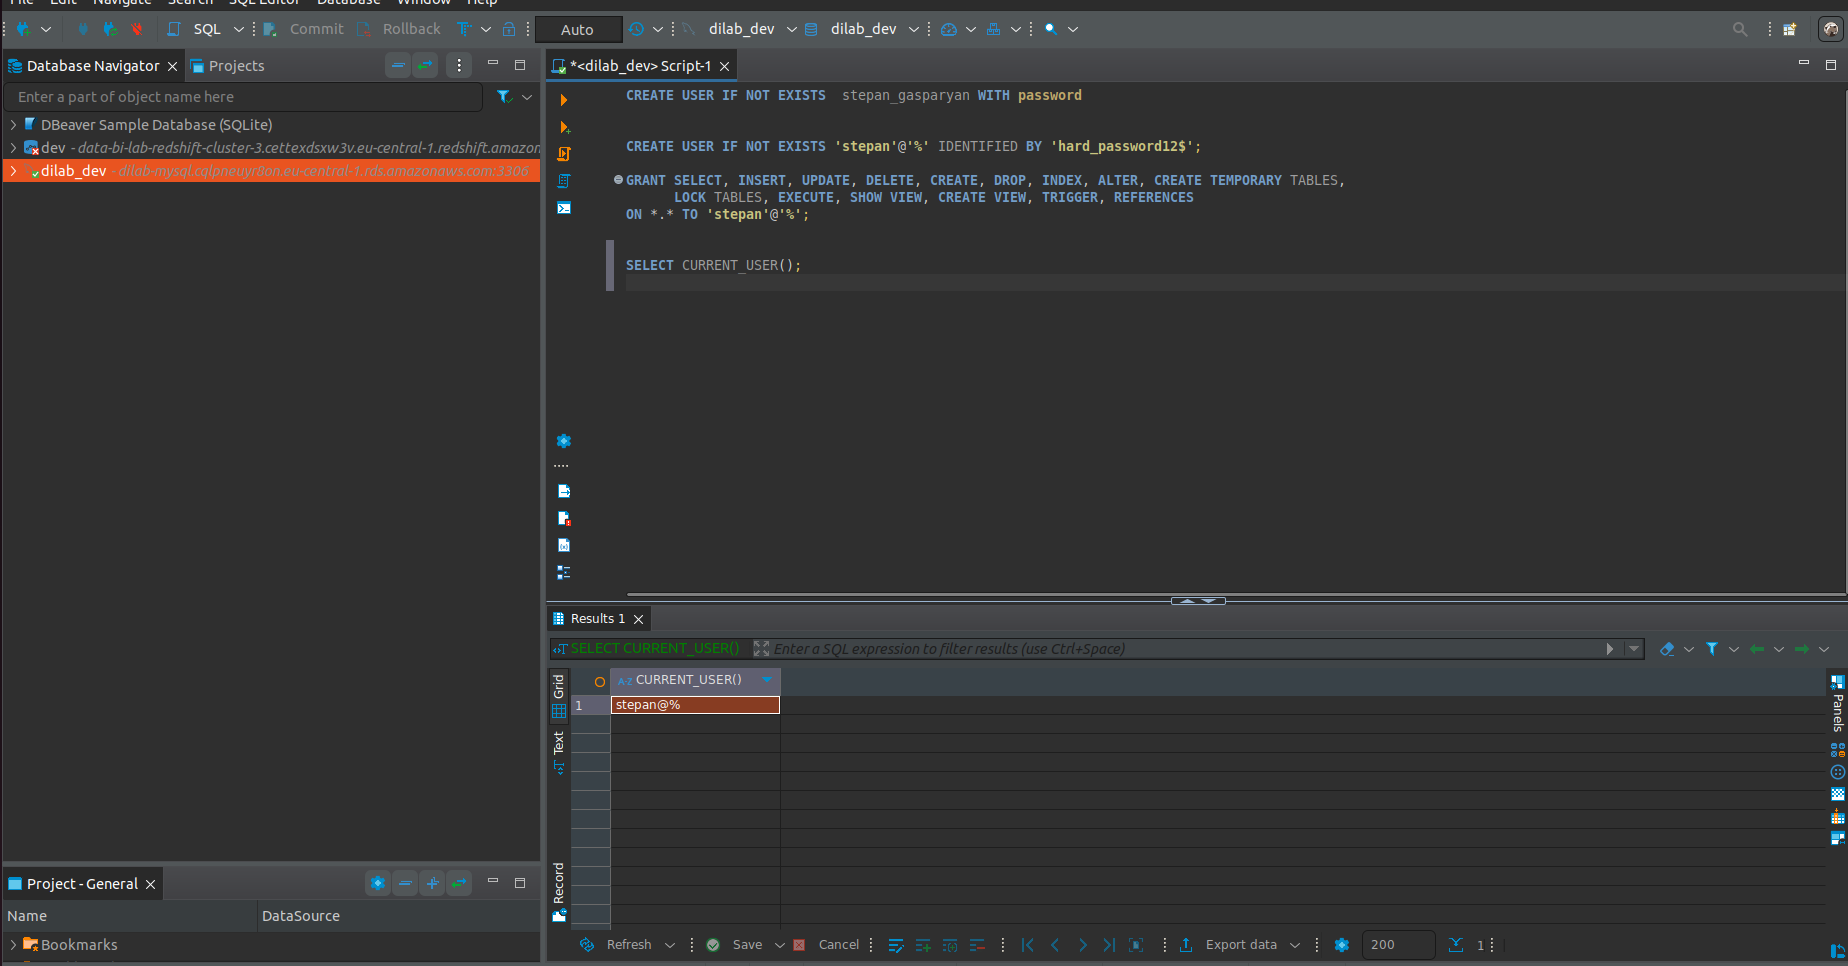 File Edit Navigate Search SQL Editor Database Window Help
SQL Commit Rollback Auto dilab_dev dilab_dev
Database Navigator Projects
Enter a part of object name here
DBeaver Sample Database (SQLite)
dev - data-bi-lab-redshift-cluster-3.cettexdsxw3v.eu-central-1.redshift.amazon
dilab_dev - dilab-mysql.cqlpneuyr8on.eu-central-1.rds.amazonaws.com:3306
*<dilab_dev> Script-1
CREATE USER IF NOT EXISTS stepan_gasparyan WITH password
CREATE USER IF NOT EXISTS 'stepan'@'%' IDENTIFIED BY 'hard_password12$';
GRANT SELECT, INSERT, UPDATE, DELETE, CREATE, DROP, INDEX, ALTER, CREATE TEMPORARY TABLES,
LOCK TABLES, EXECUTE, SHOW VIEW, CREATE VIEW, TRIGGER, REFERENCES
ON *.* TO 'stepan'@'%';
SELECT CURRENT_USER();
Results 1
SELECT CURRENT_USER() Enter a SQL expression to filter results (use Ctrl+Space)
Grid
Text
Record
A-Z CURRENT_USER()
1 stepan@%
Panels
Project - General
Name DataSource
Bookmarks
Refresh Save Cancel Export data 200 1